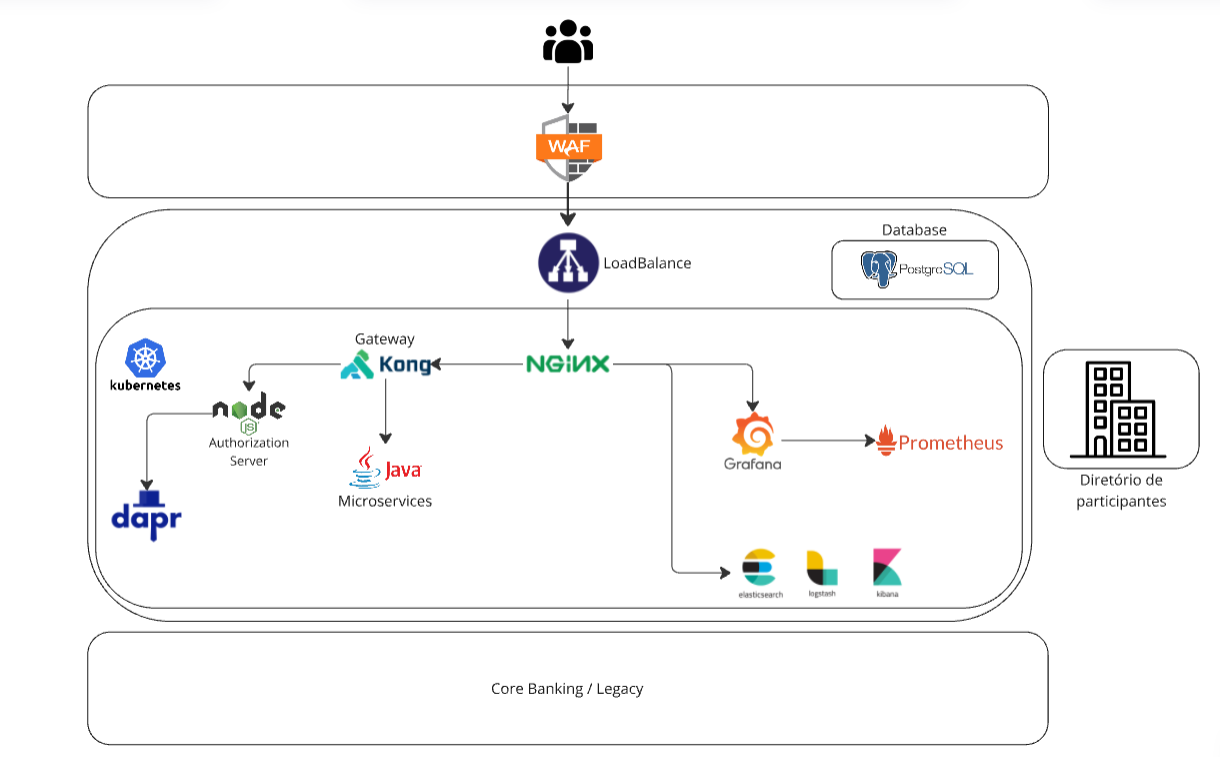 WAF
Database
PostgreSQL
LoadBalance
Gateway
Kong
NGINX
kubernetes
node
JS
Authorization
Server
Java
Microservices
Grafana
Prometheus
dapr
Diretório de
participantes
elasticsearch
logstash
kibana
Core Banking / Legacy